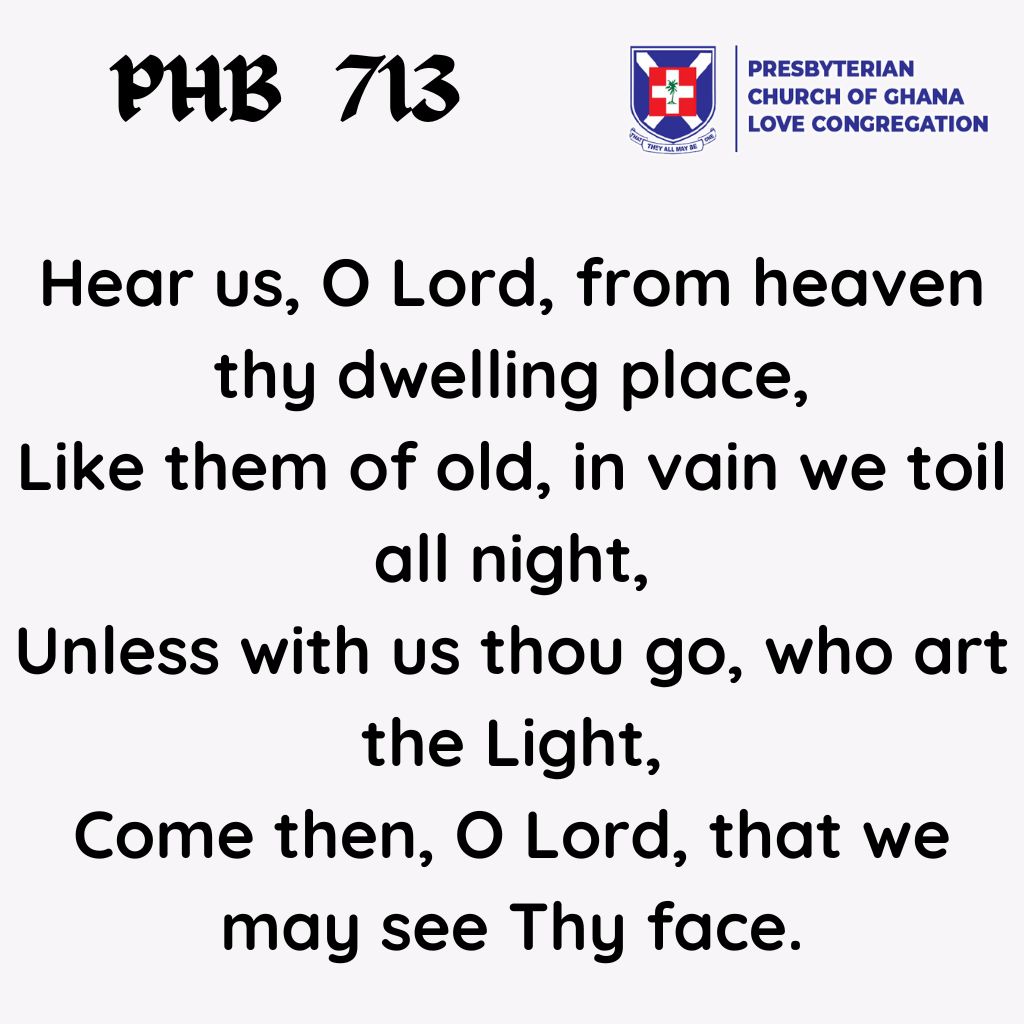 PHB 713
PRESBYTERIAN
CHURCH OF GHANA
LOVE CONGREGATION
THAT THEY ALL MAY BE ONE
Hear us, O Lord, from heaven
thy dwelling place,
Like them of old, in vain we toil
all night,
Unless with us thou go, who art
the Light,
Come then, O Lord, that we
may see Thy face.